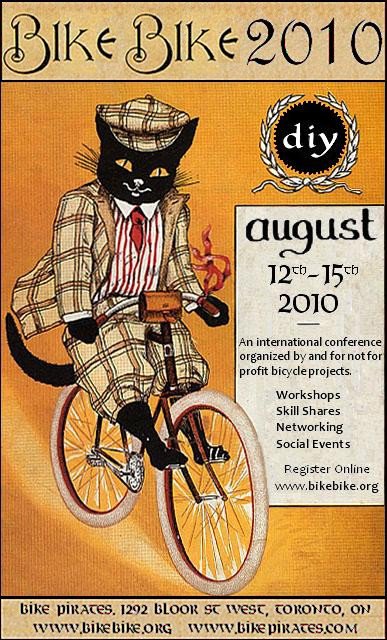 Bike Bike 2010
diy
august
12th-15th
2010
An international conference
organized by and for not for
profit bicycle projects.
Workshops
Skill Shares
Networking
Social Events
Register Online
www.bikebike.org
Bike Pirates, 1292 Bloor St West, Toronto, ON
www.bikebike.org www.bikepirates.com